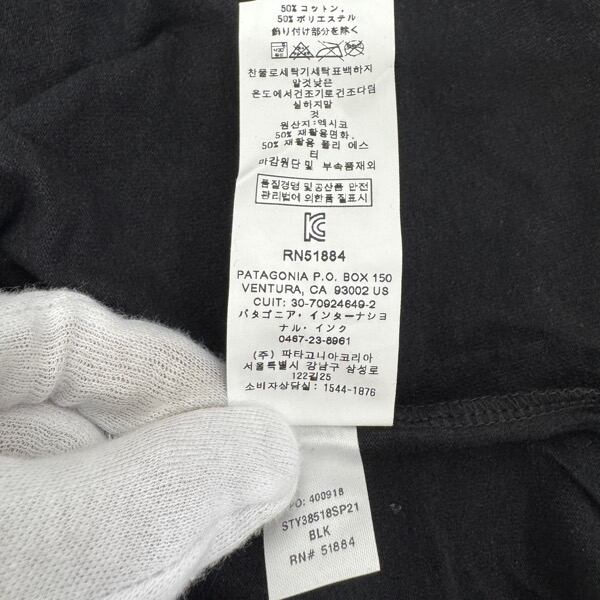 50% コットン,
50% ポリエステル
飾り付け部分を除く
찬물로세탁기세탁표백하지
말것낮은
온도에서건조기로건조다림
실하지말
것
원산지:멕시코
50% 재활용면화,
50% 재활용 폴리 에스
터
마감원단 및 부속품제외
품질경영 및 공산품 안전
관리법에 의한 품질표시
RN51884
PATAGONIA P.O. BOX 150
VENTURA, CA 93002 US
CUIT: 30-70924649-2
パタゴニア・インターナショ
ナル・インク
0467-23-8961
(주) 파타고니아코리아
서울특별시 강남구 삼성로
122길25
소비자상담실: 1544-1876
PO: 400918
STY38518SP21
BLK
RN# 51884